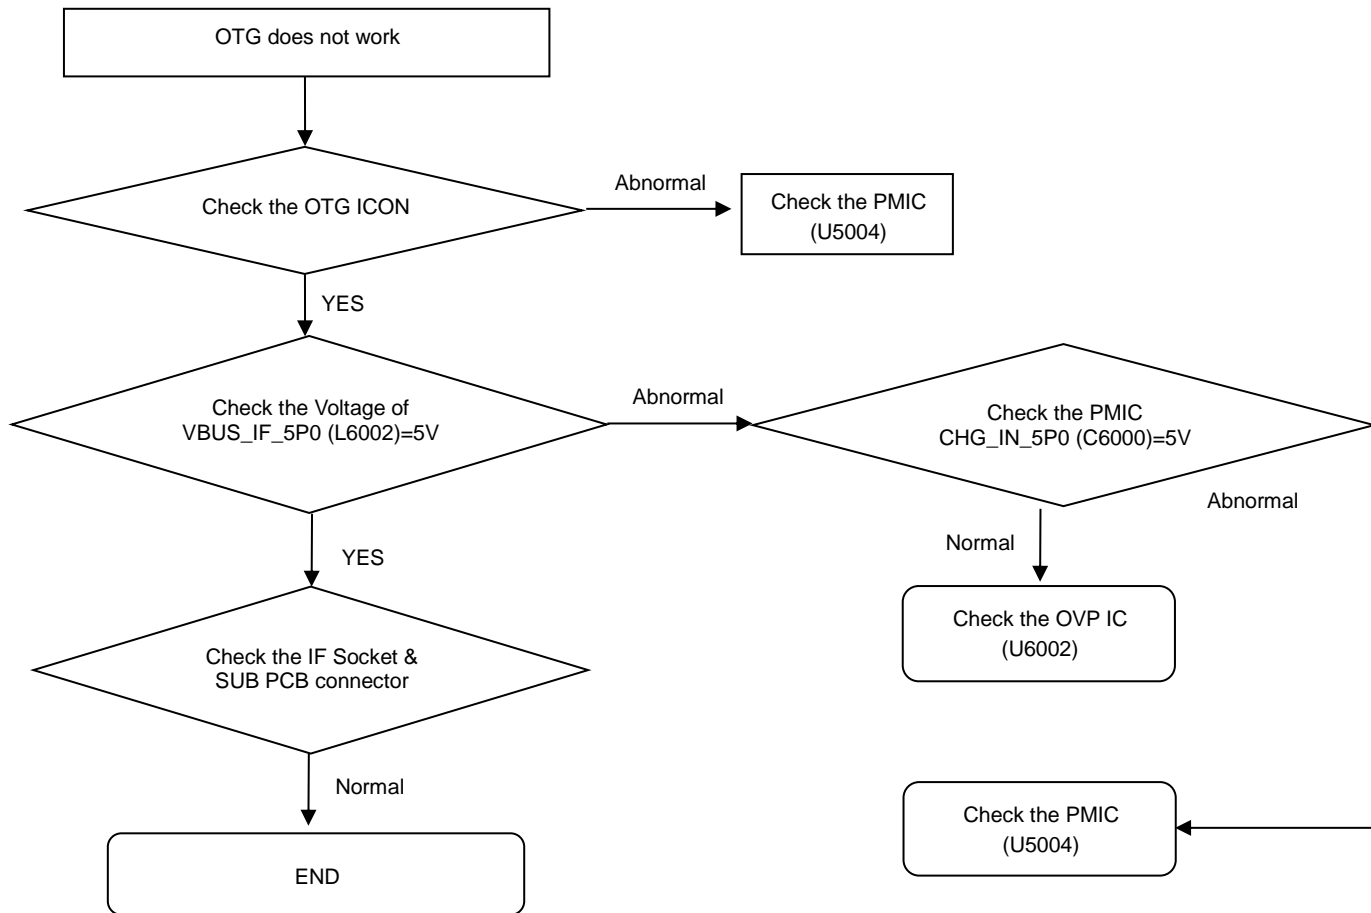 OTG does not work
Check the OTG ICON
Abnormal
Check the PMIC
(U5004)
YES
Check the Voltage of
VBUS_IF_5P0 (L6002)=5V
Abnormal
Check the PMIC
CHG_IN_5P0 (C6000)=5V
Abnormal
Normal
YES
Check the OVP IC
(U6002)
Check the IF Socket &
SUB PCB connector
Normal
Check the PMIC
(U5004)
END